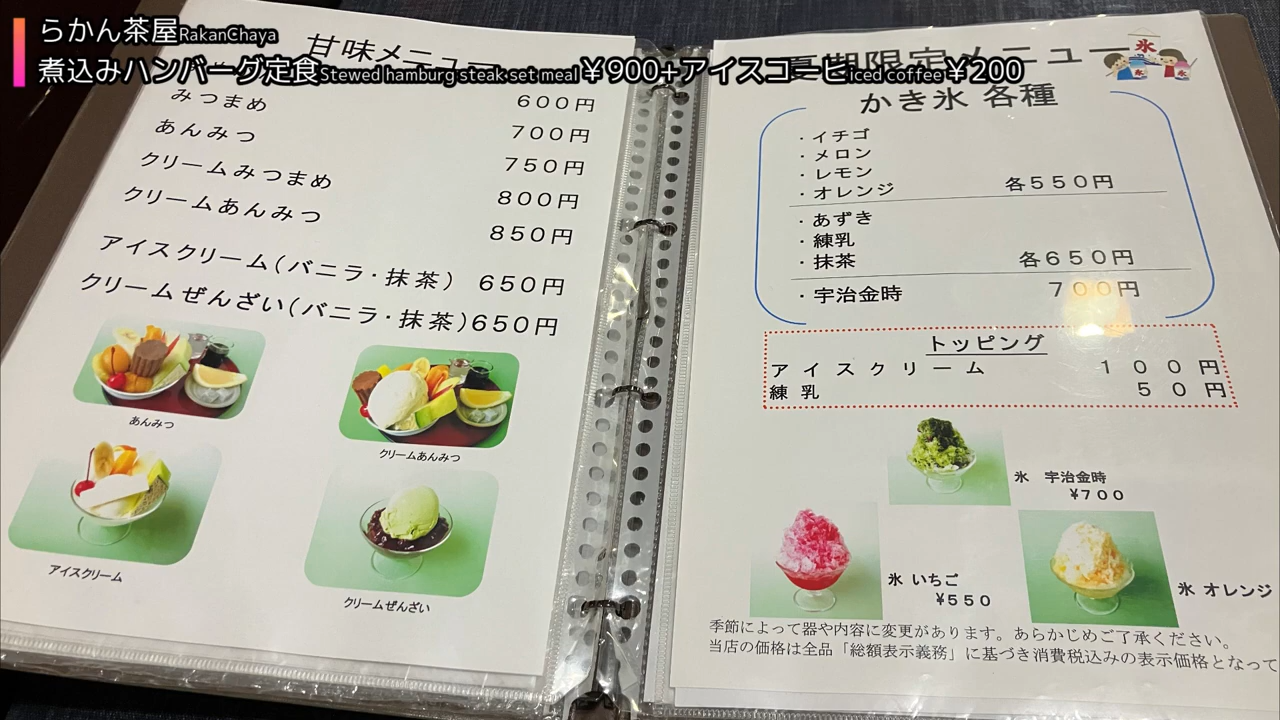 らかん茶屋RakanChaya
煮込みハンバーグ定食Stewed hamburg steak set meal￥900+アイスコーヒiced coffee￥200
甘味メニュー
600円
みつまめ 700円
あんみつ 750円
クリームみつまめ 800円
クリームあんみつ 850円
アイスクリーム(バニラ・抹茶) 650円
クリームぜんざい(バニラ・抹茶)650円
あんみつ
クリームあんみつ
アイスクリーム
クリームぜんざい
夏期限定メニュー
氷
かき氷 各種
・イチゴ
・メロン
・レモン
・オレンジ 各550円
・あずき
・練乳
・抹茶 各650円
・宇治金時 700円
トッピング
アイスクリーム 100円
練乳 50円
氷 宇治金時
¥700
氷 いちご
¥550
氷 オレンジ
季節によって器や内容に変更があります。あらかじめご了承ください。
当店の価格は全品「総額表示義務」に基づき消費税込みの表示価格となって